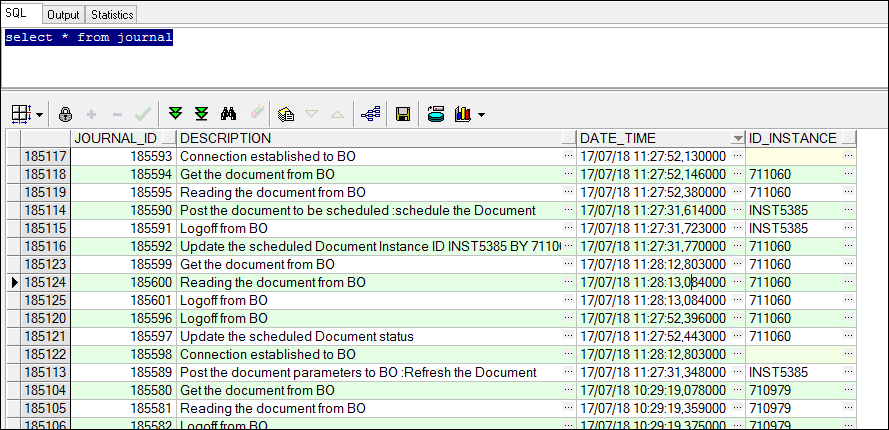 SQL Output Statistics
select * from journal
JOURNAL_ID DESCRIPTION DATE_TIME ID_INSTANCE
185117 185593 Connection established to BO ... 17/07/18 11:27:52,130000 ... ...
185118 185594 Get the document from BO ... 17/07/18 11:27:52,146000 ... 711060 ...
185119 185595 Reading the document from BO ... 17/07/18 11:27:52,380000 ... 711060 ...
185114 185590 Post the document to be scheduled :schedule the Document ... 17/07/18 11:27:31,614000 ... INST5385 ...
185115 185591 Logoff from BO ... 17/07/18 11:27:31,723000 ... INST5385 ...
185116 185592 Update the scheduled Document Instance ID INST5385 BY 7110 ... 17/07/18 11:27:31,770000 ... 711060 ...
185123 185599 Get the document from BO ... 17/07/18 11:28:12,803000 ... 711060 ...
185124 185600 Reading the document from BO ... 17/07/18 11:28:13,084000 ... 711060 ...
185125 185601 Logoff from BO ... 17/07/18 11:28:13,084000 ... 711060 ...
185120 185596 Logoff from BO ... 17/07/18 11:27:52,396000 ... 711060 ...
185121 185597 Update the scheduled Document status ... 17/07/18 11:27:52,443000 ... 711060 ...
185122 185598 Connection established to BO ... 17/07/18 11:28:12,803000 ... ...
185113 185589 Post the document parameters to BO :Refresh the Document ... 17/07/18 11:27:31,348000 ... INST5385 ...
185104 185580 Get the document from BO ... 17/07/18 10:29:19,078000 ... 710979 ...
185105 185581 Reading the document from BO ... 17/07/18 10:29:19,359000 ... 710979 ...
185106 185582 Logoff from BO ... 17/07/18 10:29:19,375000 ... 710979 ...